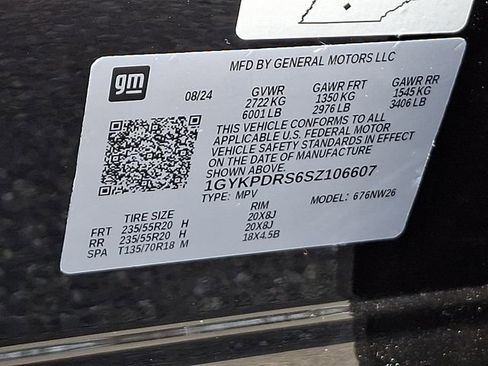 gm
MFD BY GENERAL MOTORS LLC
08/24 GVWR GAWR FRT GAWR RR
2722 KG 1350 KG 1545 KG
6001 LB 2976 LB 3406 LB
THIS VEHICLE CONFORMS TO ALL
APPLICABLE U.S. FEDERAL MOTOR
VEHICLE SAFETY STANDARDS IN EFFECT
ON THE DATE OF MANUFACTURE
SHOWN ABOVE.
1GYKPDRS6SZ106607
TYPE: MPV MODEL: 676NW26
TIRE SIZE RIM
FRT 235/55R20 H 20X8J
RR 235/55R20 H 20X8J
SPA T135/70R18 M 18X4.5B